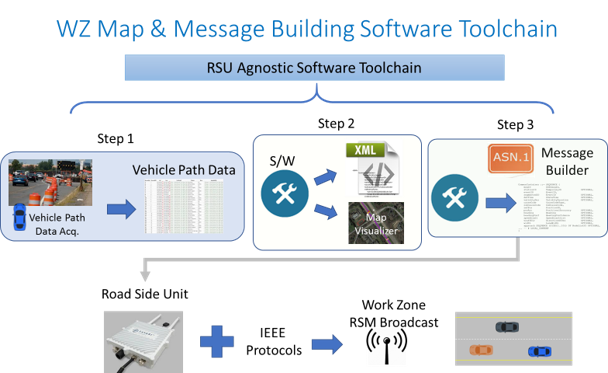 WZ Map & Message Building Software Toolchain
RSU Agnostic Software Toolchain
Step 1
Step 2
Step 3
Vehicle Path Data
Vehicle Path
Data Acq.
S/W
XML
Map
Visualizer
ASN.1
Message
Builder
Road Side Unit
IEEE
Protocols
Work Zone
RSM Broadcast